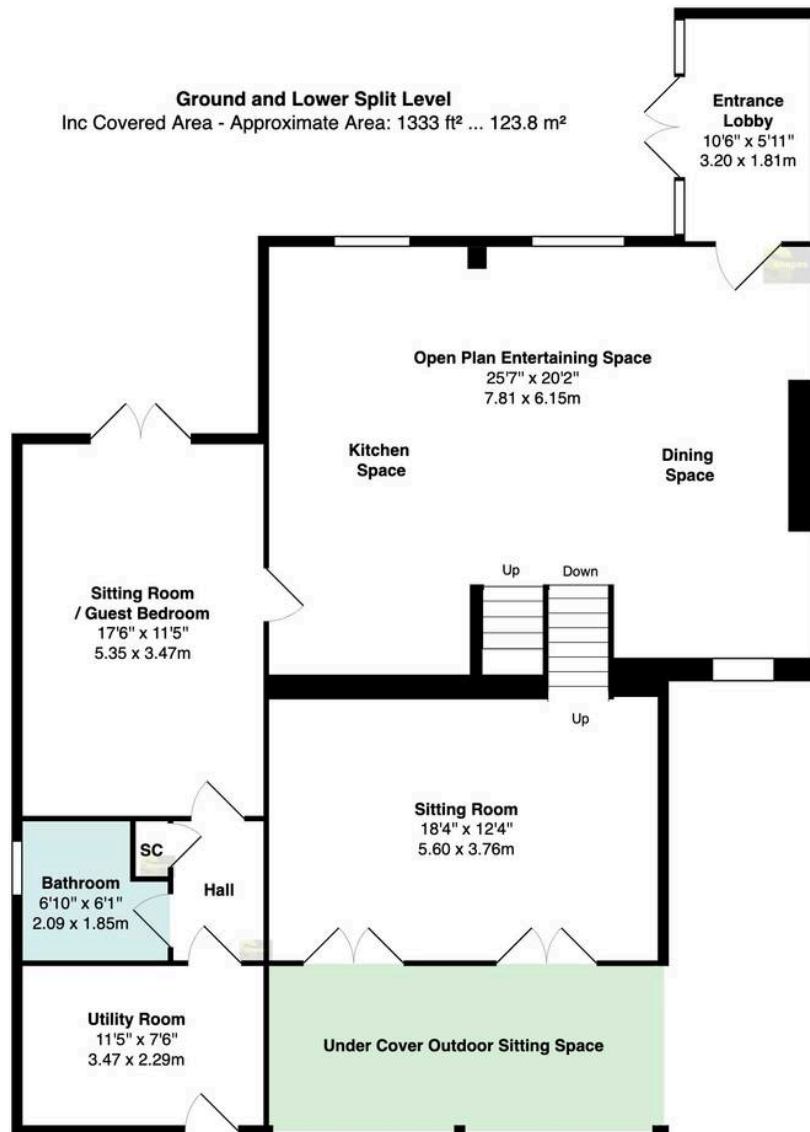 Ground and Lower Split Level
Inc Covered Area - Approximate Area: 1333 ft² ... 123.8 m²
Entrance
Lobby
10'6" x 5'11"
3.20 x 1.81m
Open Plan Entertaining Space
25'7" x 20'2"
7.81 x 6.15m
Kitchen
Space
Dining
Space
Up
Down
Sitting Room
/ Guest Bedroom
17'6" x 11'5"
5.35 x 3.47m
Up
Sitting Room
18'4" x 12'4"
5.60 x 3.76m
SC
Bathroom
6'10" x 6'1"
2.09 x 1.85m
Hall
Utility Room
11'5" x 7'6"
3.47 x 2.29m
Under Cover Outdoor Sitting Space